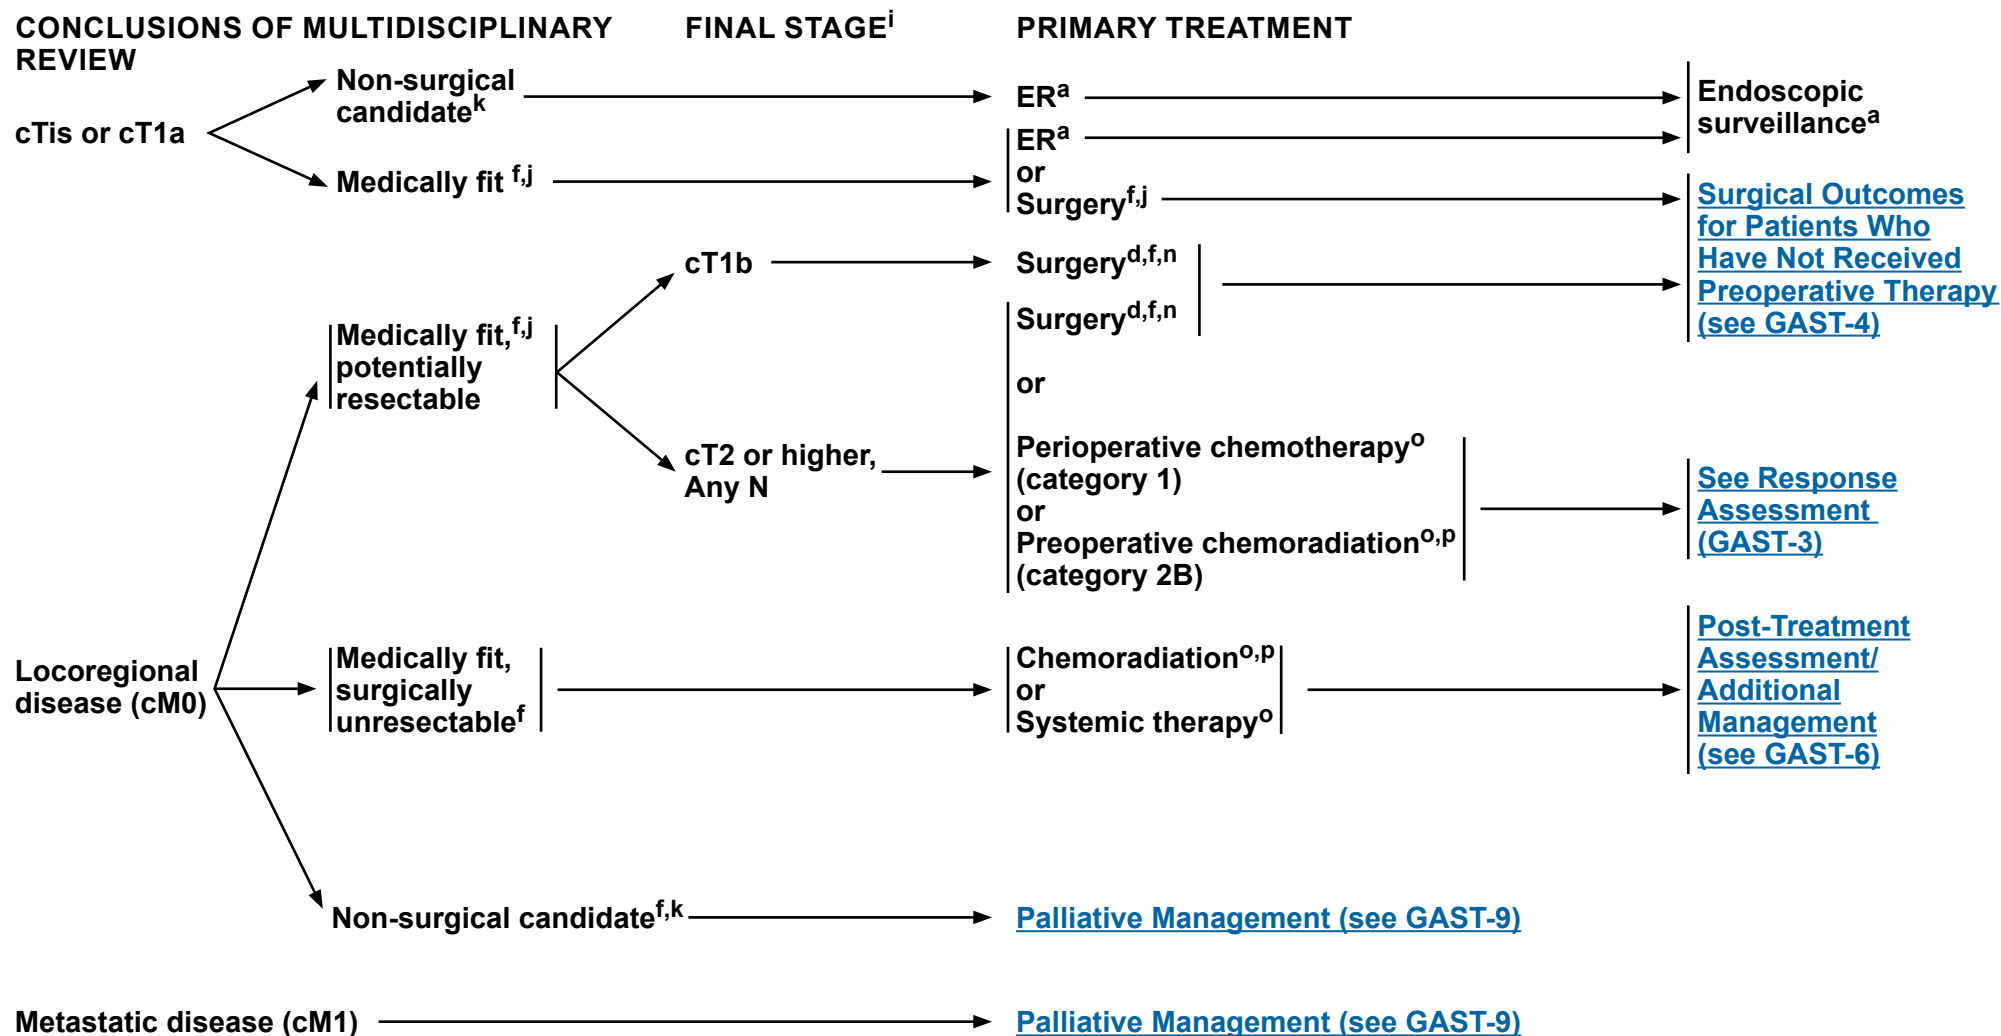 CONCLUSIONS OF MULTIDISCIPLINARY
REVIEW
FINAL STAGEi
PRIMARY TREATMENT
cTis or cT1a
Non-surgical
candidatek
ERa
Endoscopic
surveillancea
Medically fit f,j
ERa
or
Surgeryf,j
Surgical Outcomes
for Patients Who
Have Not Received
Preoperative Therapy
(see GAST-4)
Locoregional
disease (cM0)
Medically fit,f,j
potentially
resectable
cT1b
Surgeryd,f,n
cT2 or higher,
Any N
Surgeryd,f,n
or
Perioperative chemotherapyo
(category 1)
or
Preoperative chemoradiationo,p
(category 2B)
See Response
Assessment
(GAST-3)
Medically fit,
surgically
unresectablef
Chemoradiationo,p
or
Systemic therapyo
Post-Treatment
Assessment/
Additional
Management
(see GAST-6)
Non-surgical candidatef,k
Palliative Management (see GAST-9)
Metastatic disease (cM1)
Palliative Management (see GAST-9)